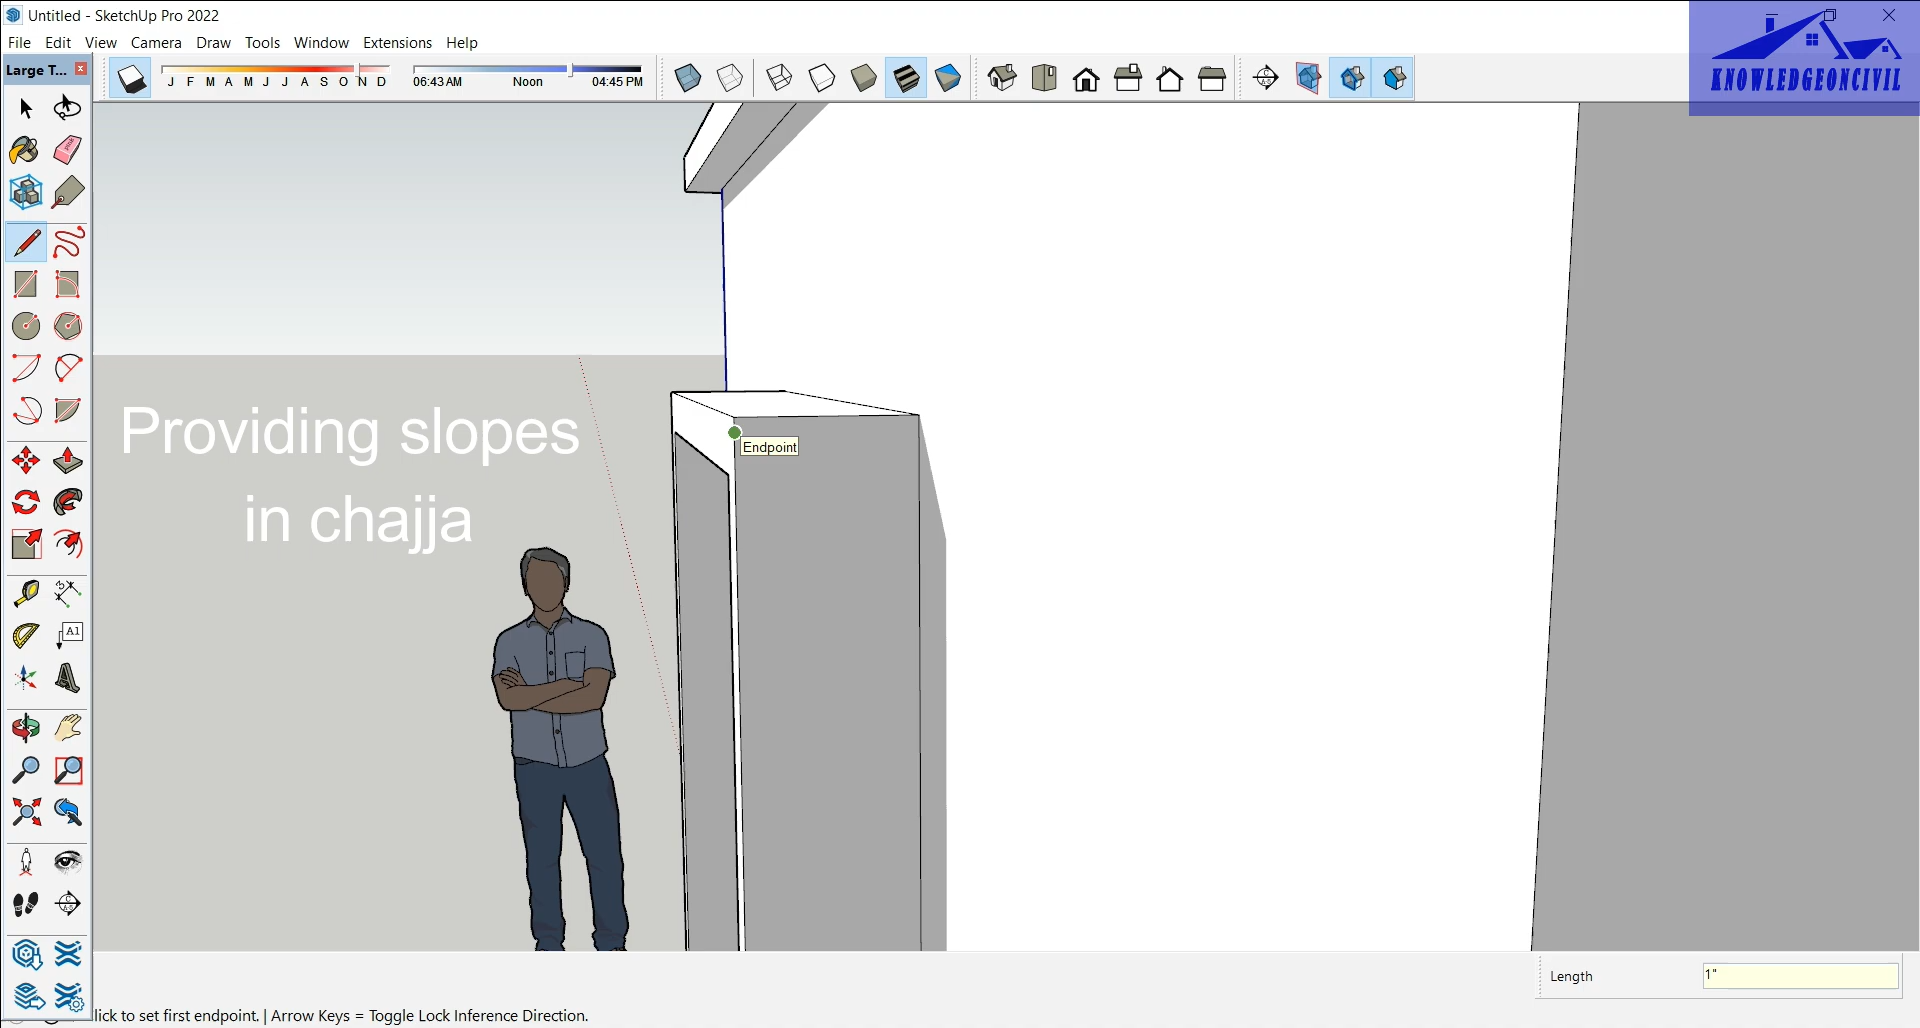 Untitled - SketchUp Pro 2022
File Edit View Camera Draw Tools Window Extensions Help
KNOWLEDGEONCIVIL
Large T...
J F M A M J J A S O N D
06:43 AM Noon 04:45 PM
Providing slopes
in chajja
Endpoint
A1
Length 1"
lick to set first endpoint. | Arrow Keys = Toggle Lock Inference Direction.